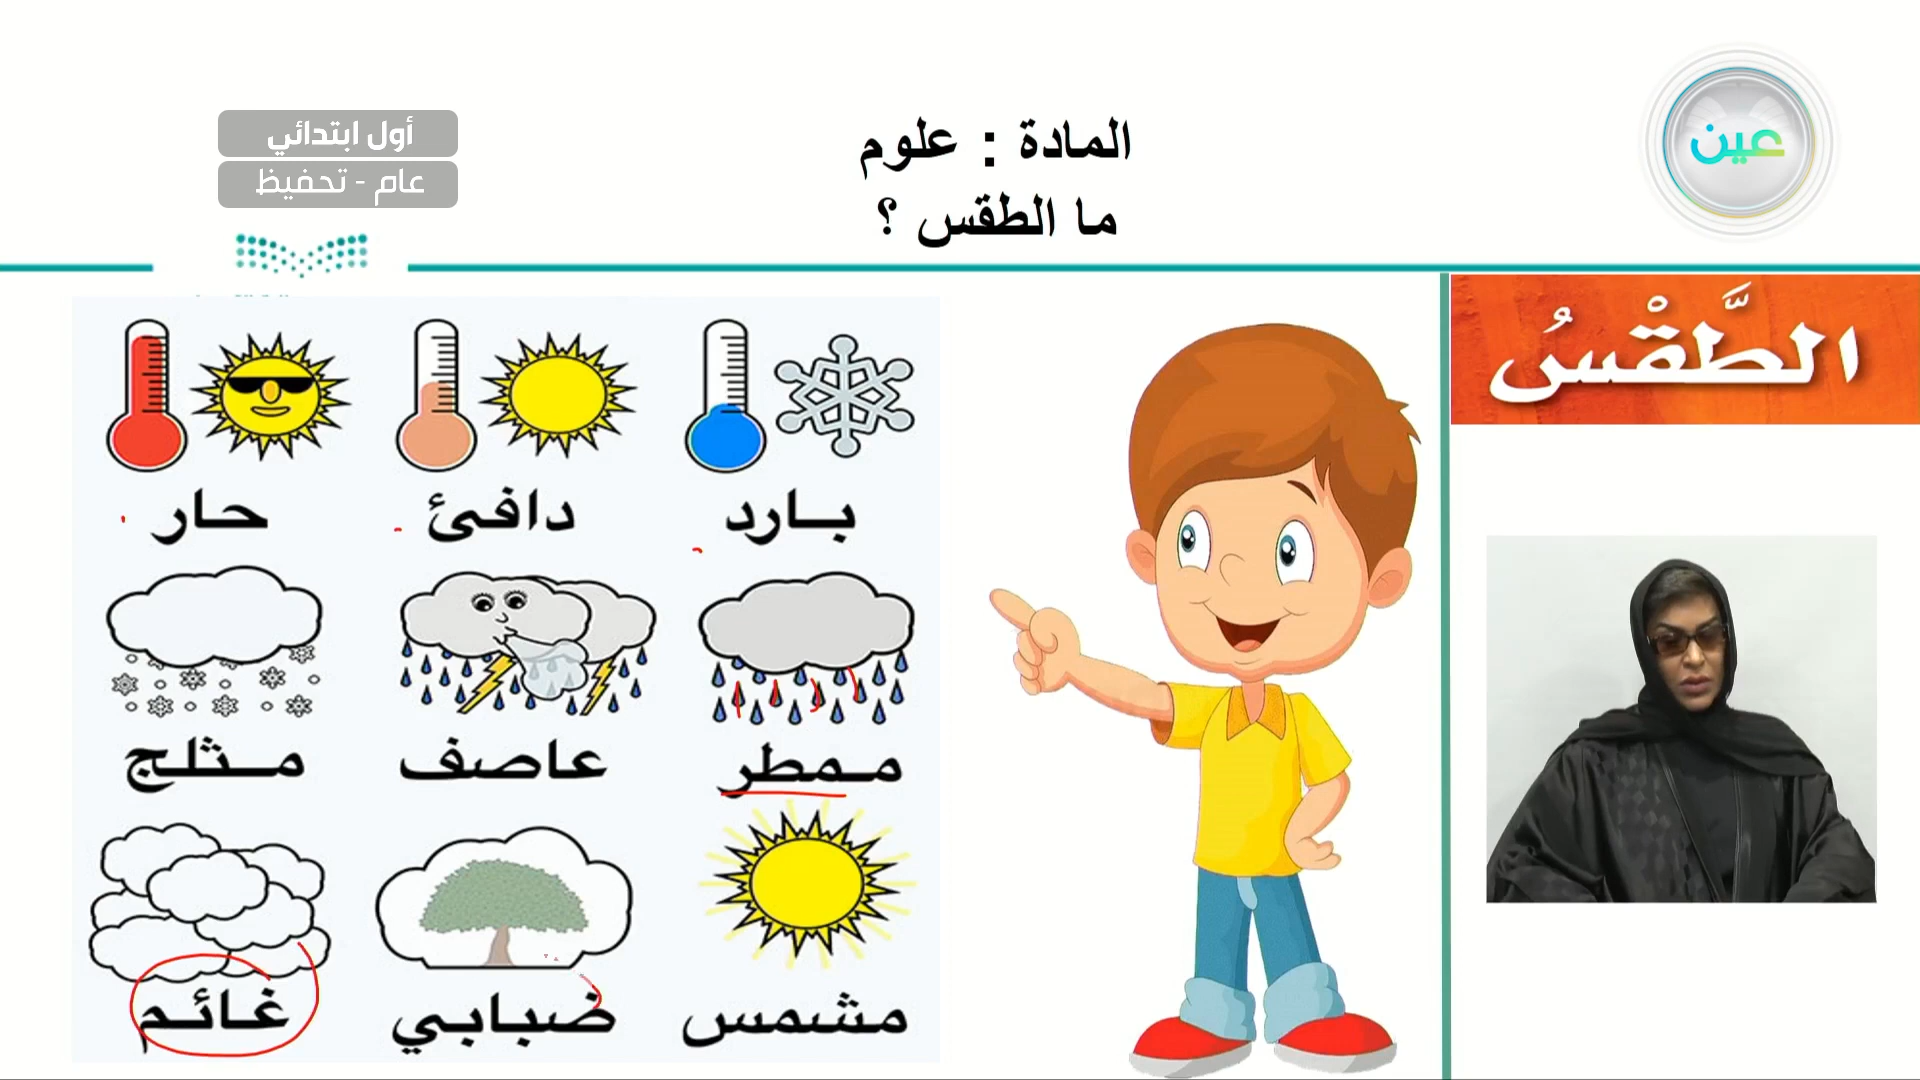 عين
المادة : علوم
ما الطقس ؟
أول ابتدائي
عام - تحفيظ
الطَّقْسُ
بارد
دافئ
حار
ممطر
عاصف
مثلج
مشمس
ضبابي
غائم